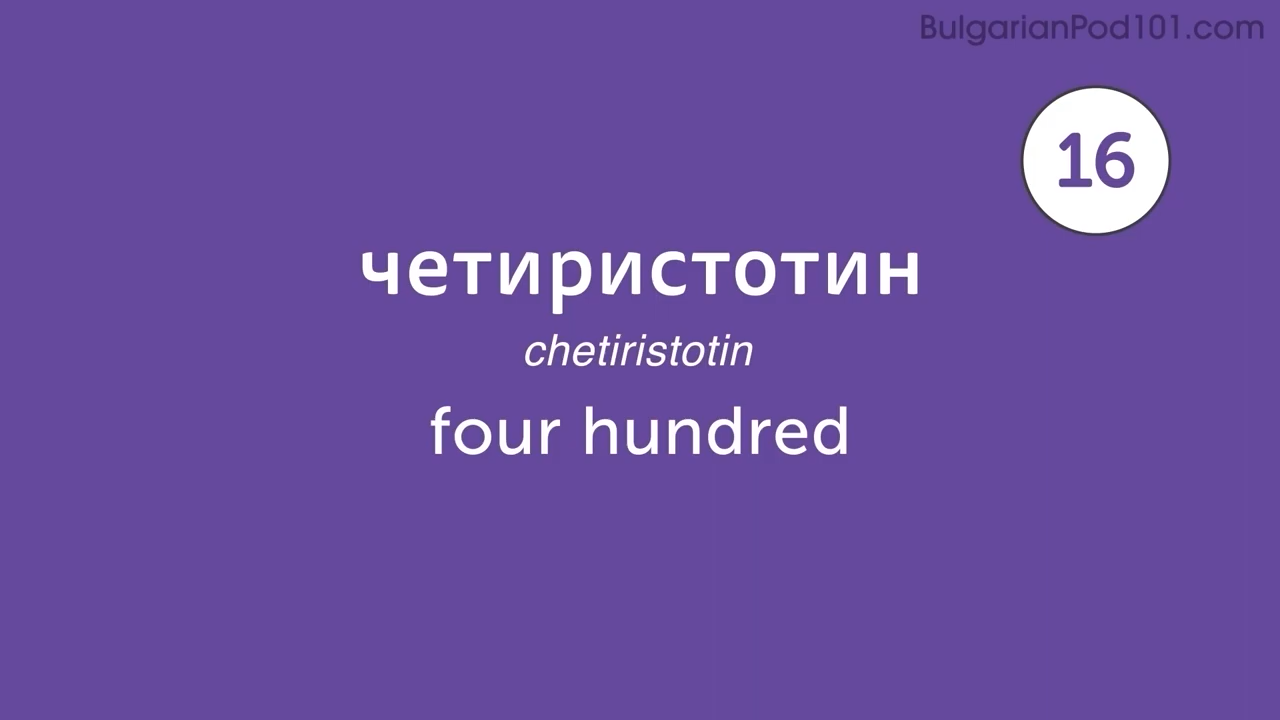 BulgarianPod101.com
16
четиристотин
chetiristotin
four hundred